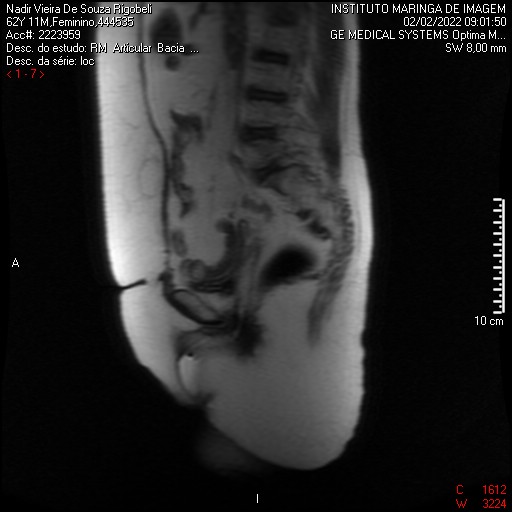 Nadir Vieira De Souza Rigobeli
62Y 11M,Feminino,444535
Acc#: 2223959
Desc. do estudo: RM Articular Bacia ...
Desc. da série: loc
< 1 - 7 >
INSTITUTO MARINGA DE IMAGEM
02/02/2022 09:01:50
GE MEDICAL SYSTEMS Optima M...
SW 8,00 mm
A
10 cm
I
C 1612
W 3224